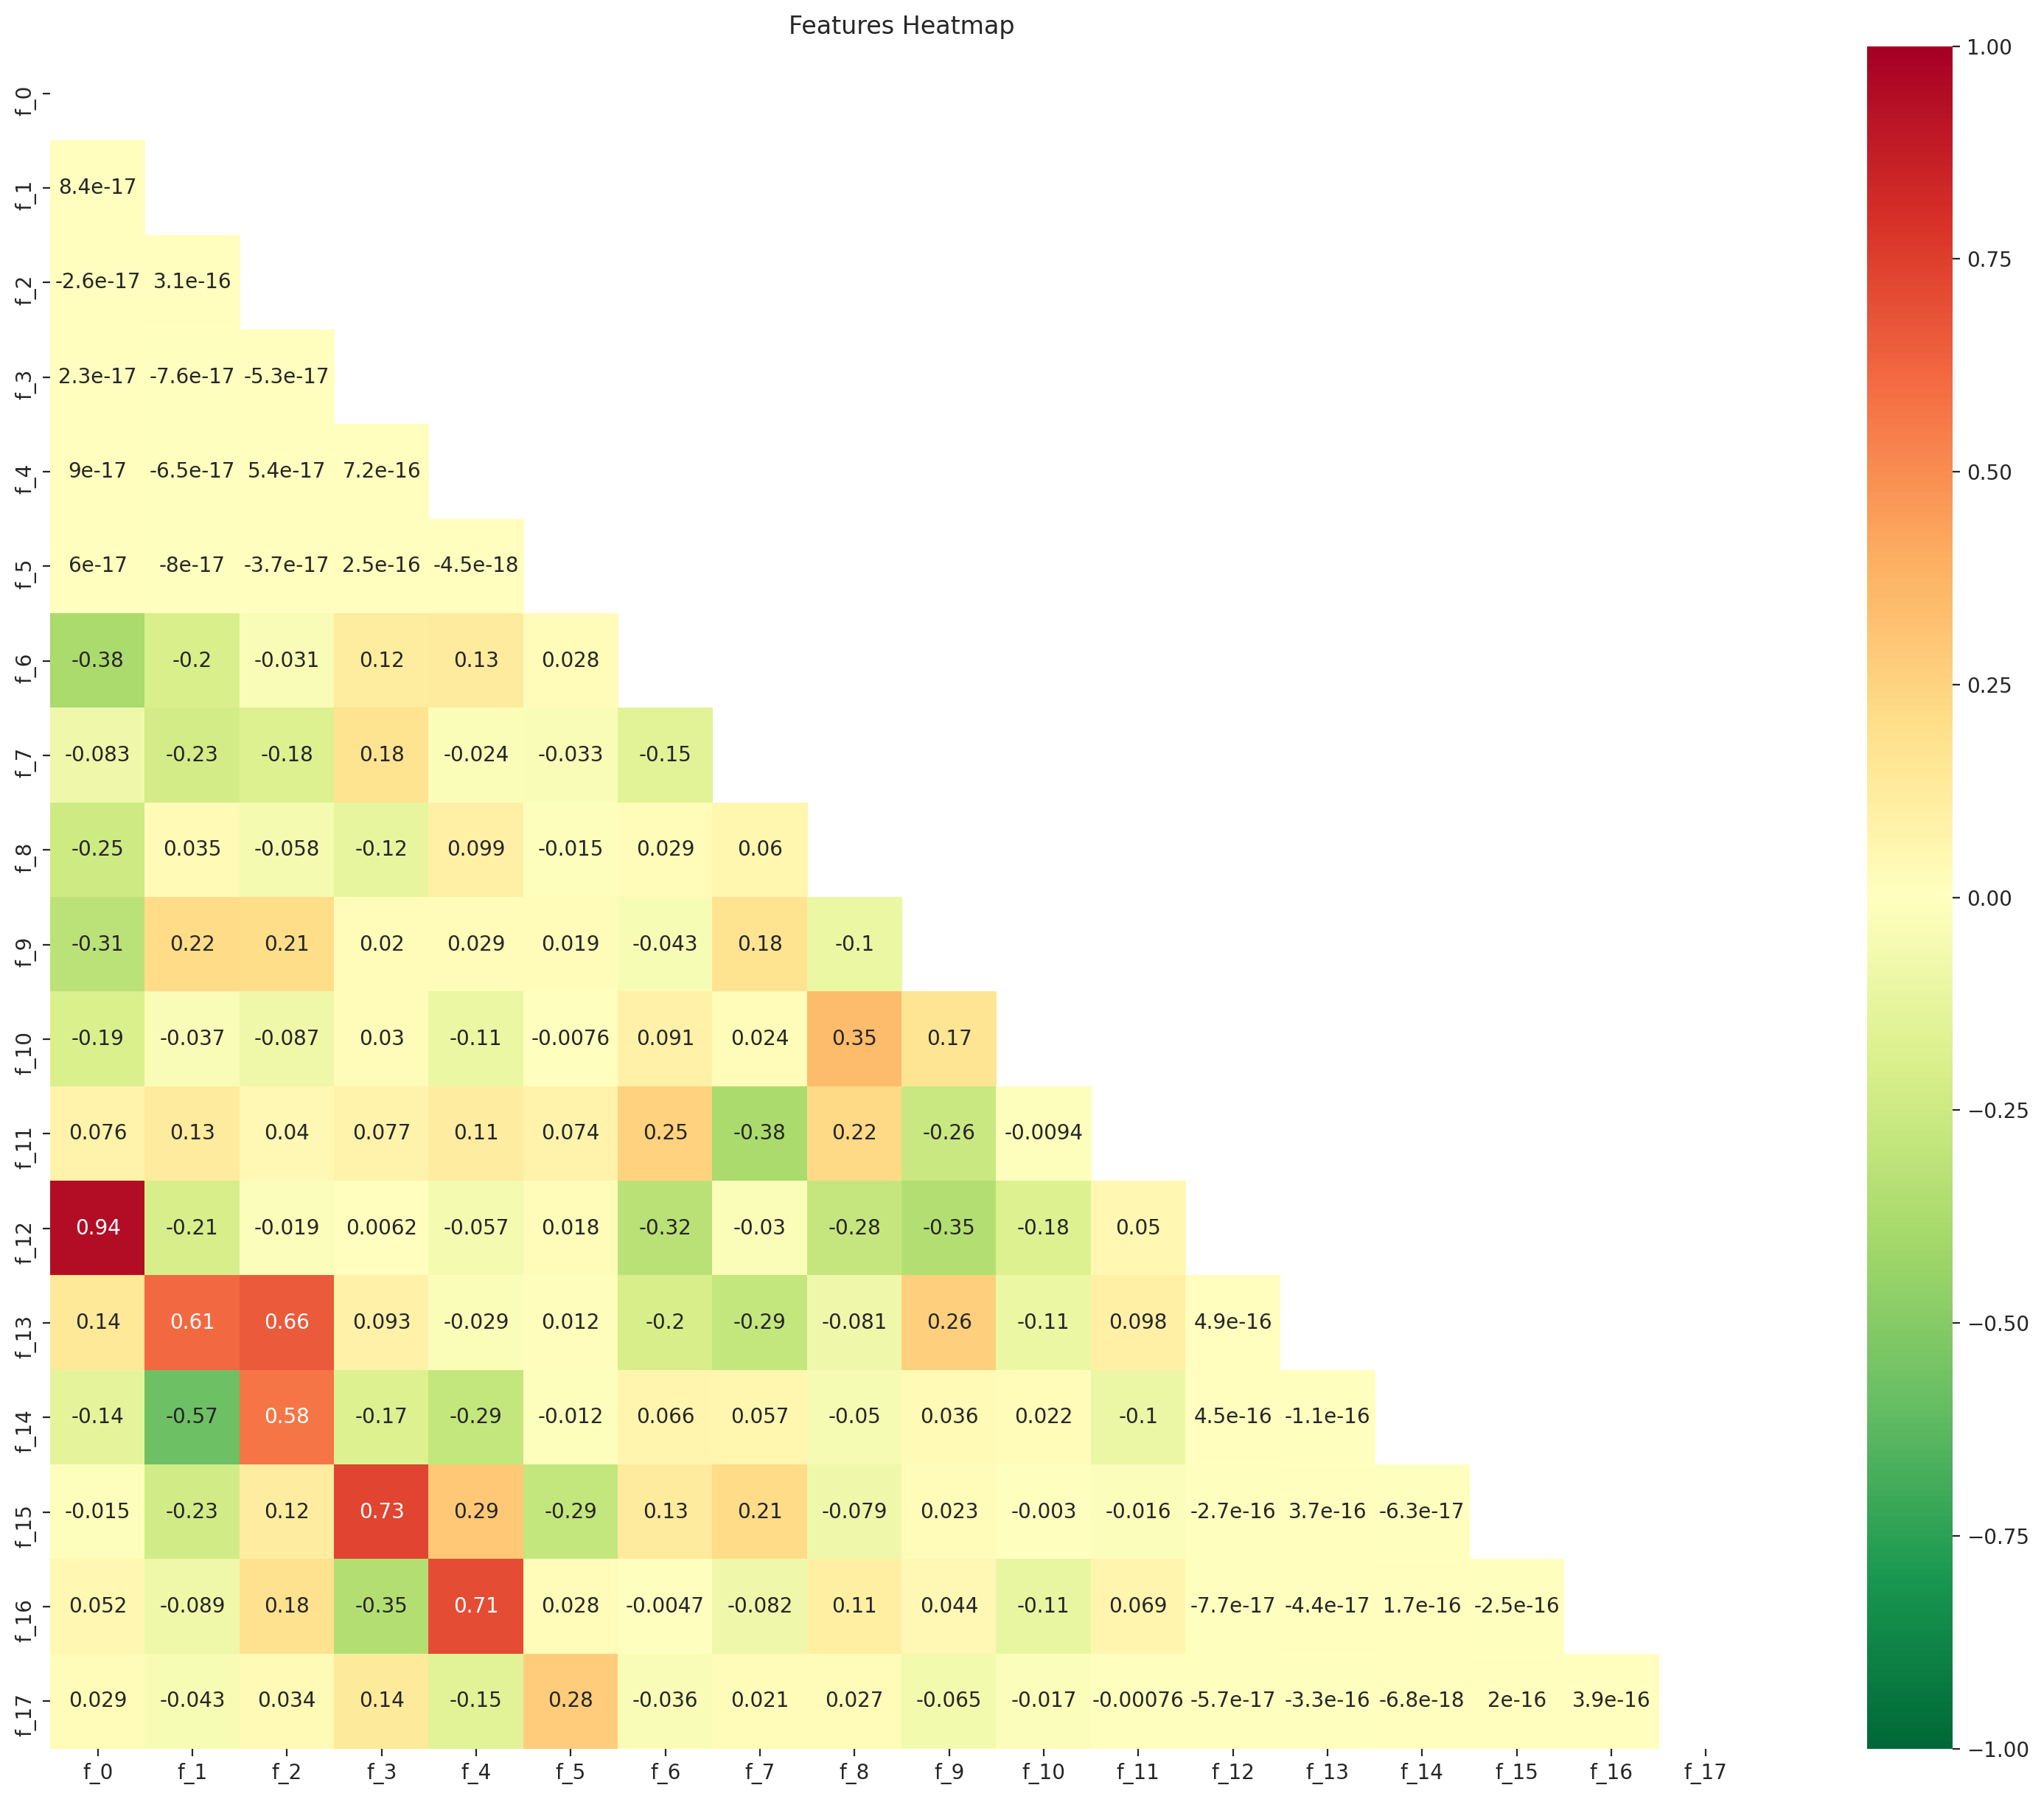 Features Heatmap
f_0
f_1 8.4e-17
f_2 -2.6e-17 3.1e-16
f_3 2.3e-17 -7.6e-17 -5.3e-17
f_4 9e-17 -6.5e-17 5.4e-17 7.2e-16
f_5 6e-17 -8e-17 -3.7e-17 2.5e-16 -4.5e-18
f_6 -0.38 -0.2 -0.031 0.12 0.13 0.028
f_7 -0.083 -0.23 -0.18 0.18 -0.024 -0.033 -0.15
f_8 -0.25 0.035 -0.058 -0.12 0.099 -0.015 0.029 0.06
f_9 -0.31 0.22 0.21 0.02 0.029 0.019 -0.043 0.18 -0.1
f_10 -0.19 -0.037 -0.087 0.03 -0.11 -0.0076 0.091 0.024 0.35 0.17
f_11 0.076 0.13 0.04 0.077 0.11 0.074 0.25 -0.38 0.22 -0.26 -0.0094
f_12 0.94 -0.21 -0.019 0.0062 -0.057 0.018 -0.32 -0.03 -0.28 -0.35 -0.18 0.05
f_13 0.14 0.61 0.66 0.093 -0.029 0.012 -0.2 -0.29 -0.081 0.26 -0.11 0.098 4.9e-16
f_14 -0.14 -0.57 0.58 -0.17 -0.29 -0.012 0.066 0.057 -0.05 0.036 0.022 -0.1 4.5e-16 -1.1e-16
f_15 -0.015 -0.23 0.12 0.73 0.29 -0.29 0.13 0.21 -0.079 0.023 -0.003 -0.016 -2.7e-16 3.7e-16 -6.3e-17
f_16 0.052 -0.089 0.18 -0.35 0.71 0.028 -0.0047 -0.082 0.11 0.044 -0.11 0.069 -7.7e-17 -4.4e-17 1.7e-16 -2.5e-16
f_17 0.029 -0.043 0.034 0.14 -0.15 0.28 -0.036 0.021 0.027 -0.065 -0.017 -0.00076 -5.7e-17 -3.3e-16 -6.8e-18 2e-16 3.9e-16
f_0 f_1 f_2 f_3 f_4 f_5 f_6 f_7 f_8 f_9 f_10 f_11 f_12 f_13 f_14 f_15 f_16 f_17
1.00
0.75
0.50
0.25
0.00
−0.25
−0.50
−0.75
−1.00